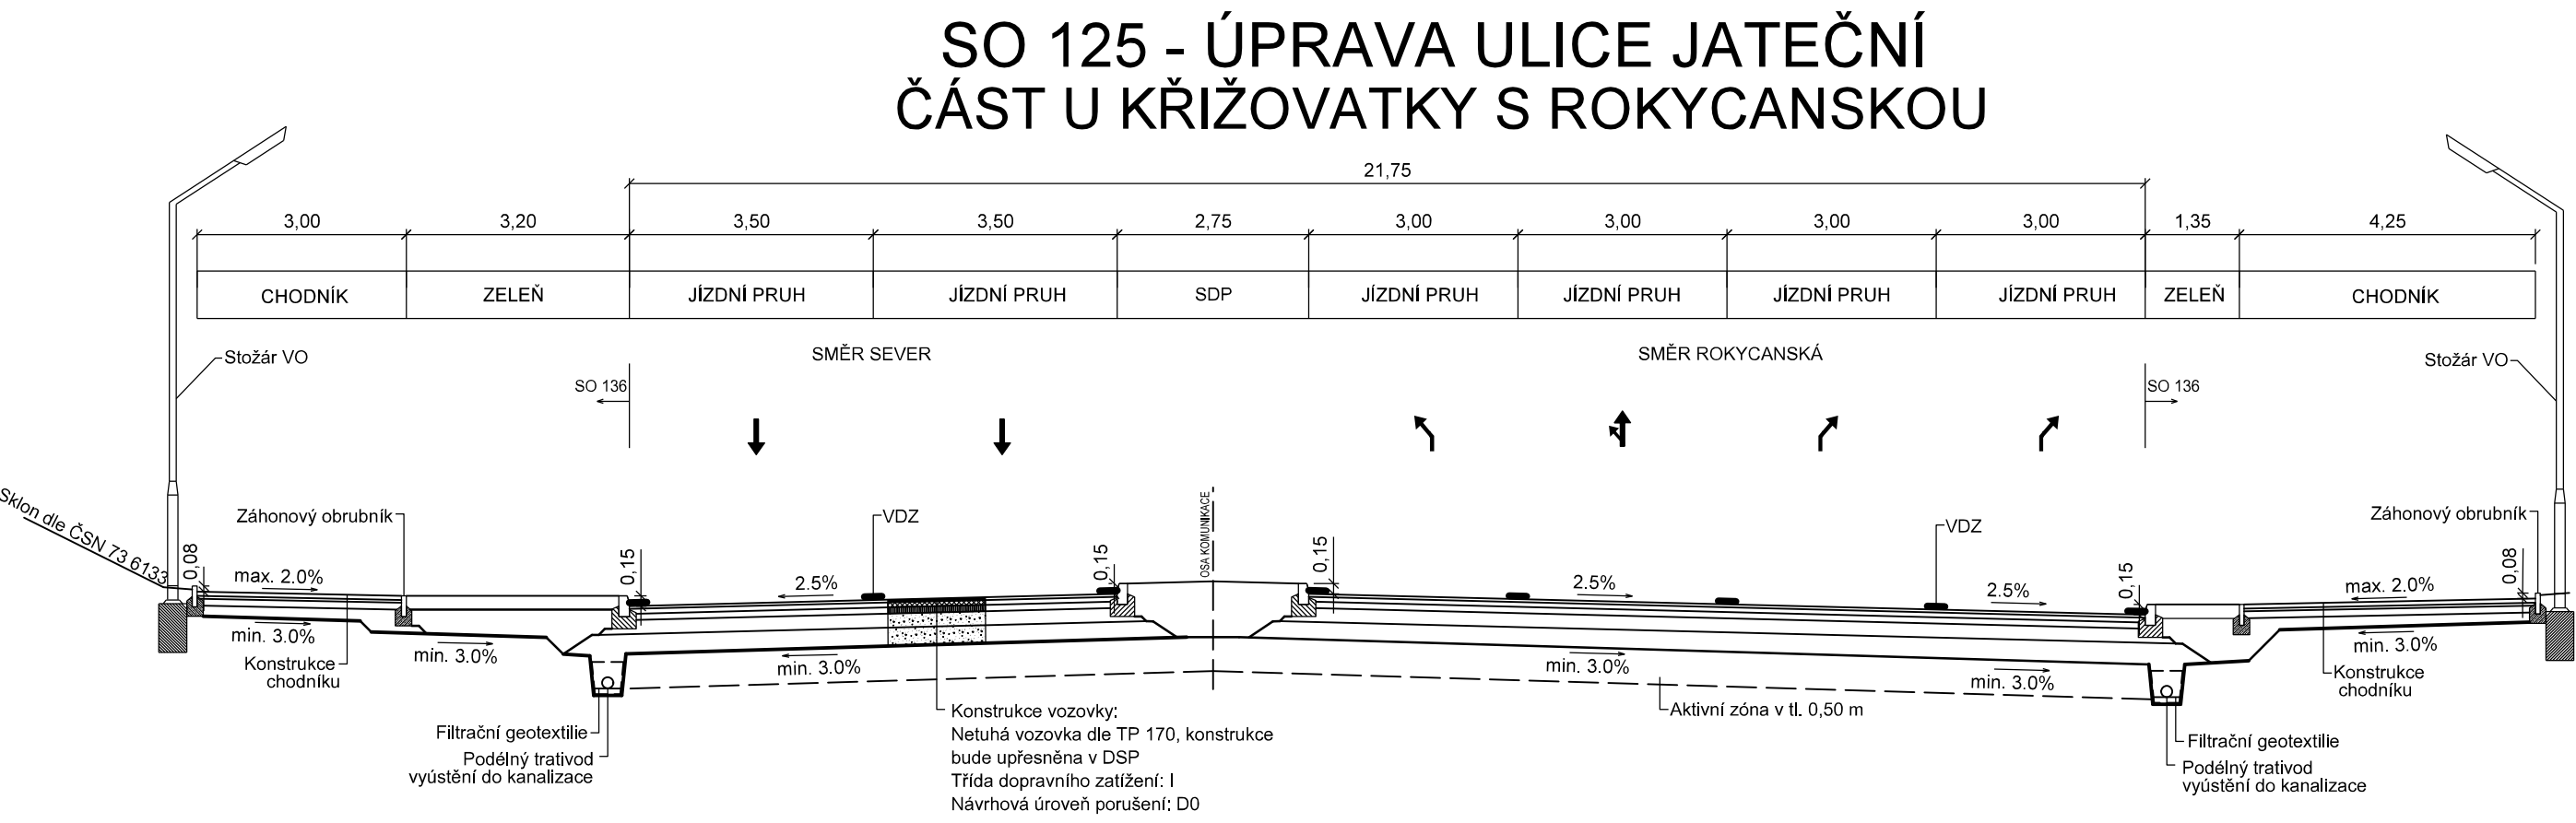 SO 125 - ÚPRAVA ULICE JATEČNÍ
ČÁST U KŘIŽOVATKY S ROKYCANSKOU
21,75
3,00 3,20 3,50 3,50 2,75 3,00 3,00 3,00 3,00 1,35 4,25
CHODNÍK ZELEŇ JÍZDNÍ PRUH JÍZDNÍ PRUH SDP JÍZDNÍ PRUH JÍZDNÍ PRUH JÍZDNÍ PRUH JÍZDNÍ PRUH ZELEŇ CHODNÍK
Stožár VO SMĚR SEVER SMĚR ROKYCANSKÁ Stožár VO
SO 136 SO 136
Sklon dle ČSN 73 6133
Záhonový obrubník VDZ OSA KOMUNIKACE VDZ Záhonový obrubník
0,08 0,15 0,15 0,15 0,15 0,08
max. 2.0% 2.5% 2.5% 2.5% max. 2.0%
min. 3.0% min. 3.0% min. 3.0% min. 3.0% min. 3.0% min. 3.0%
Konstrukce
chodníku
Konstrukce
chodníku
Filtrační geotextilie
Podélný trativod
vyústění do kanalizace
Konstrukce vozovky:
Netuhá vozovka dle TP 170, konstrukce
bude upřesněna v DSP
Třída dopravního zatížení: I
Návrhová úroveň porušení: D0
Aktivní zóna v tl. 0,50 m
Filtrační geotextilie
Podélný trativod
vyústění do kanalizace